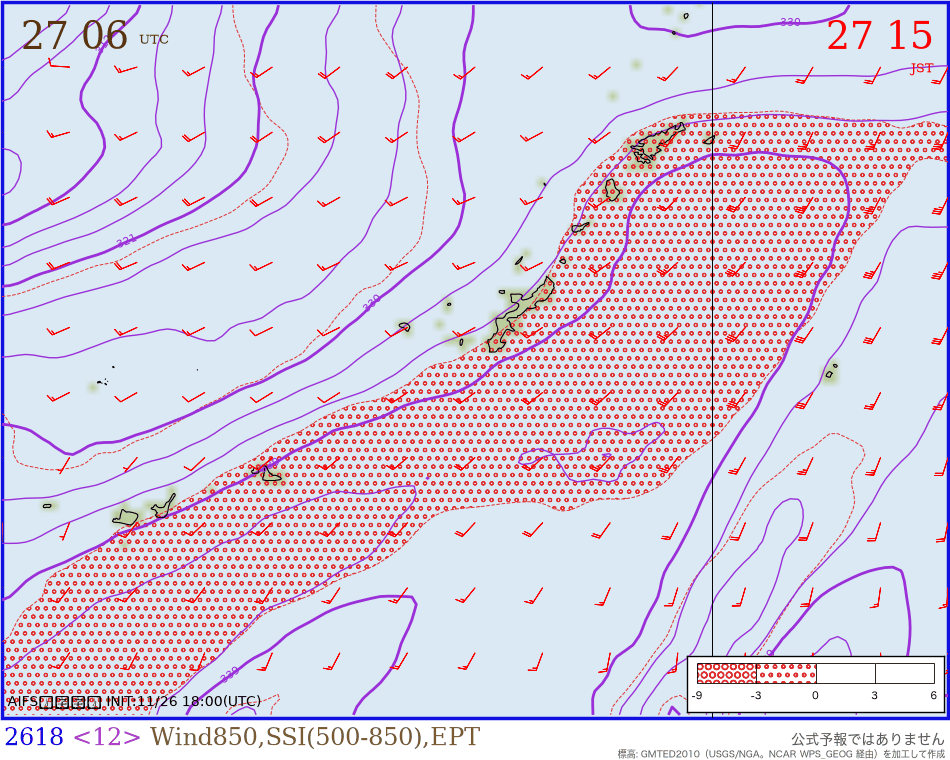 27 06 UTC
330
27 15
JST
321
330
330
AIFS INIT:11/26 18:00(UTC)
-9 -3 0 3 6
2618 <12> Wind850,SSI(500-850),EPT
公式予報ではありません
標高: GMTED2010（USGS/NGA。NCAR WPS_GEOG 経由）を加工して作成